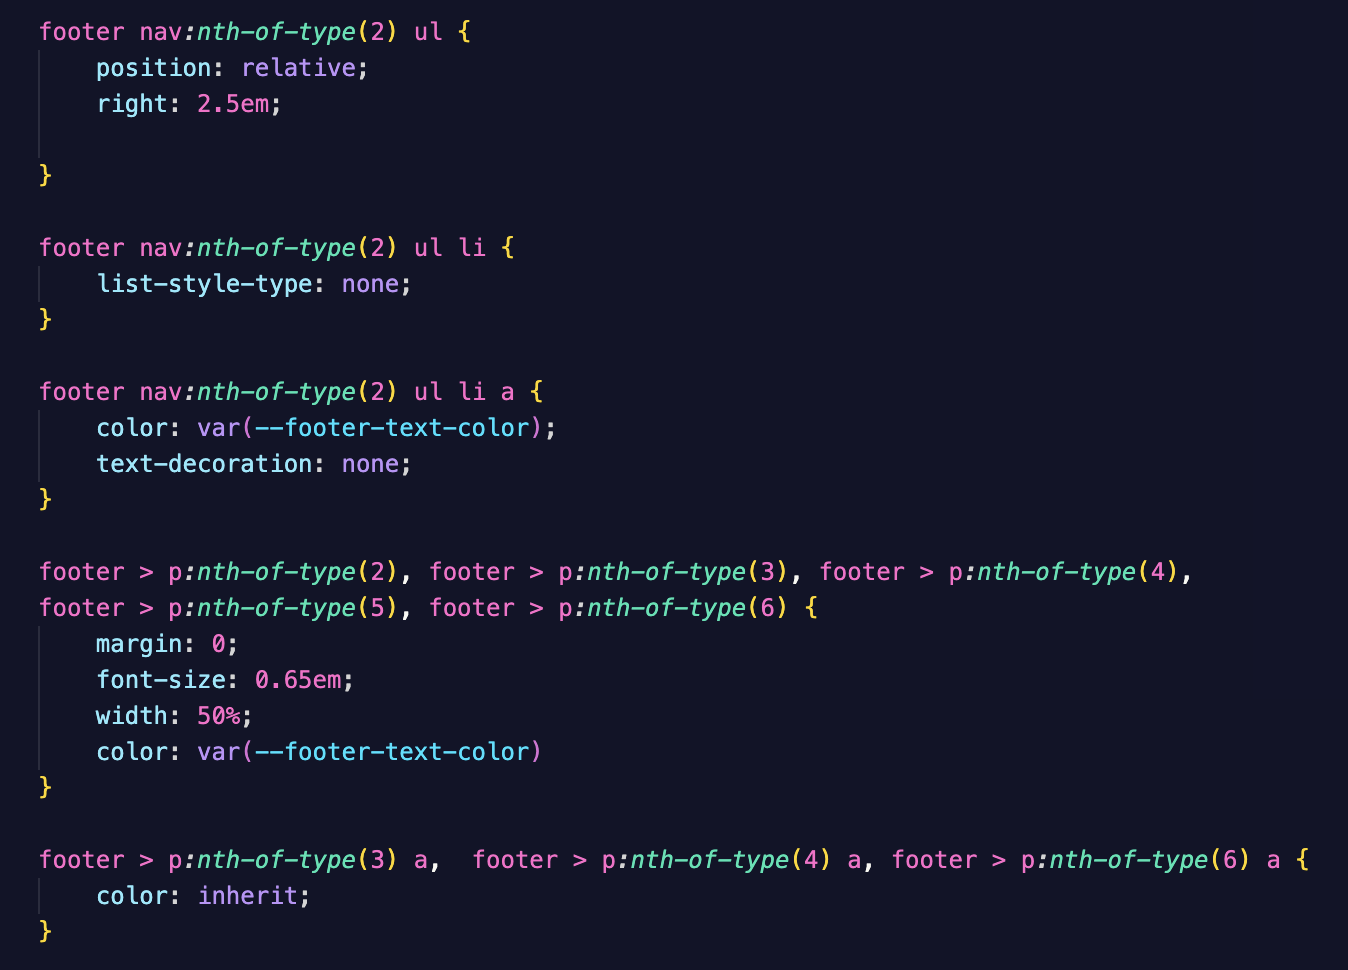 footer nav:nth-of-type(2) ul {
    position: relative;
    right: 2.5em;
}
footer nav:nth-of-type(2) ul li {
    list-style-type: none;
}
footer nav:nth-of-type(2) ul li a {
    color: var(--footer-text-color);
    text-decoration: none;
}
footer > p:nth-of-type(2), footer > p:nth-of-type(3), footer > p:nth-of-type(4),
footer > p:nth-of-type(5), footer > p:nth-of-type(6) {
    margin: 0;
    font-size: 0.65em;
    width: 50%;
    color: var(--footer-text-color)
}
footer > p:nth-of-type(3) a,  footer > p:nth-of-type(4) a, footer > p:nth-of-type(6) a {
    color: inherit;
}